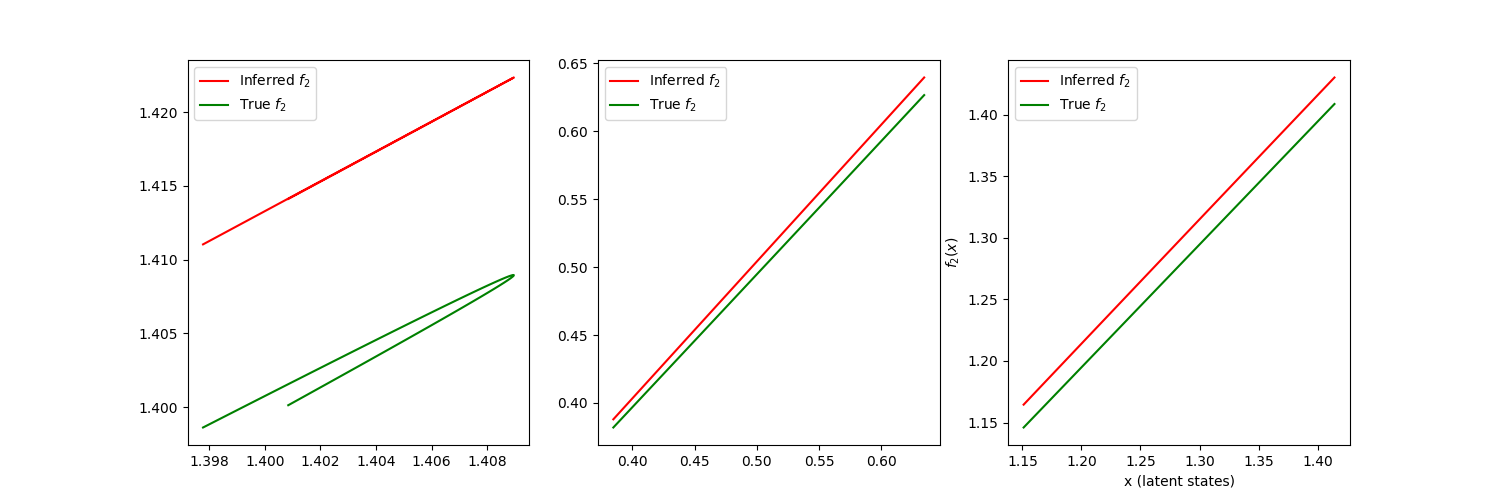 Inferred f₂
True f₂
1.420
1.415
1.410
1.405
1.400
1.398 1.400 1.402 1.404 1.406 1.408
Inferred f₂
True f₂
0.65
0.60
0.55
0.50
0.45
0.40
0.40 0.45 0.50 0.55 0.60
Inferred f₂
True f₂
f₂(x)
1.40
1.35
1.30
1.25
1.20
1.15
1.15 1.20 1.25 1.30 1.35 1.40
x (latent states)